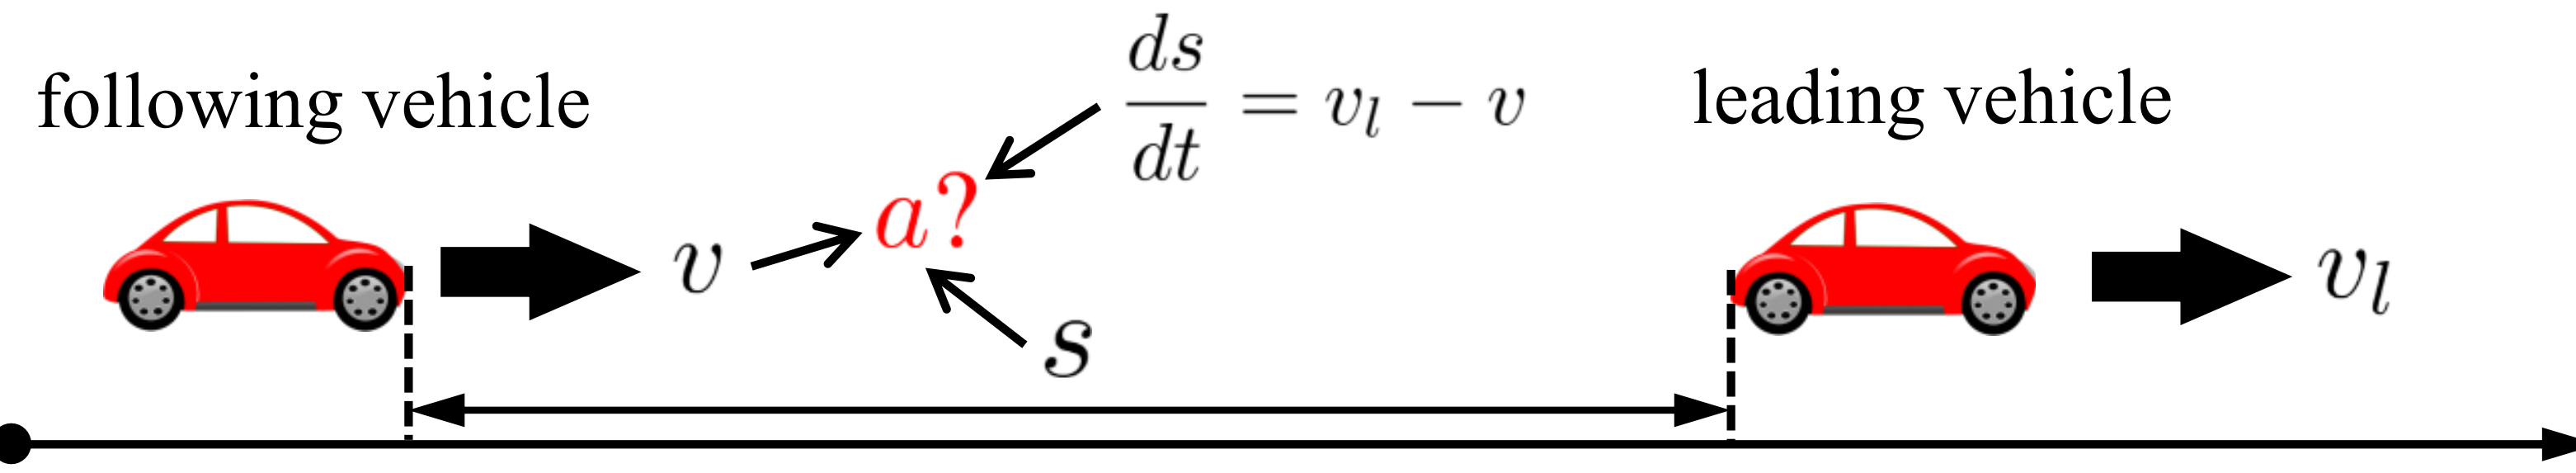 following vehicle
v
a?
s
ds/dt = v_l − v
leading vehicle
v_l